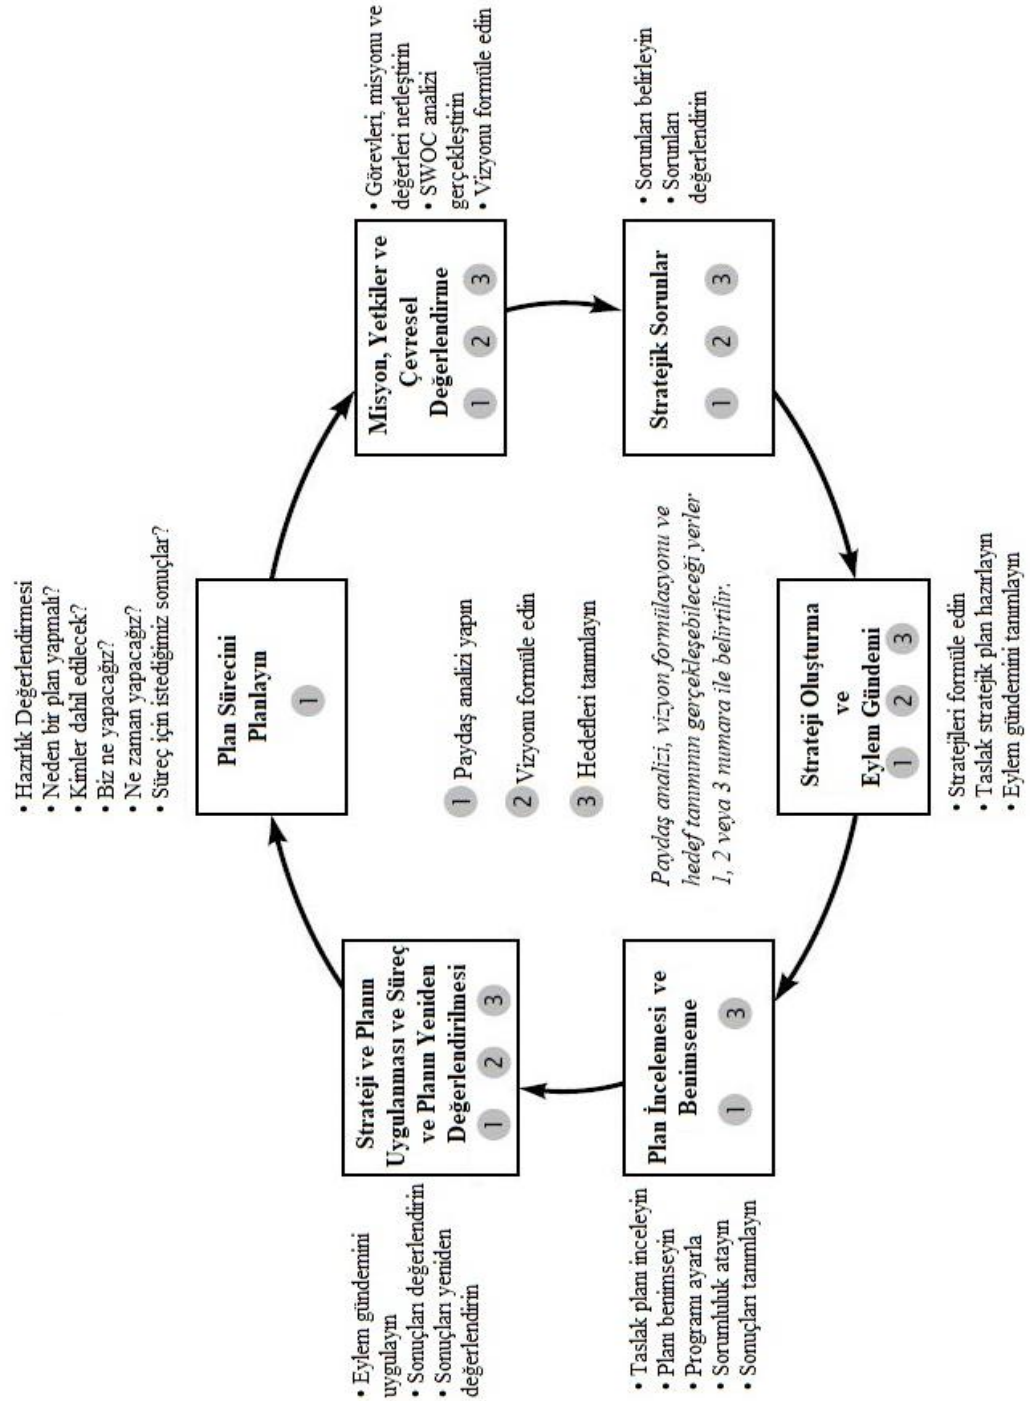 • Hazırlık Değerlendirmesi
• Neden bir plan yapmalı?
• Kimler dahil edilecek?
• Biz ne yapacağız?
• Ne zaman yapacağız?
• Süreç için istediğimiz sonuçlar?
Plan Sürecini
Planlayın
1
Misyon, Yetkiler ve
Çevresel
Değerlendirme
1 2 3
• Görevleri, misyonu ve
değerleri netleştirin
• SWOC analizi
gerçekleştirin
• Vizyonu formüle edin
Stratejik Sorunlar
1 2 3
• Sorunları belirleyin
• Sorunları
değerlendirin
Strateji Oluşturma
ve
Eylem Gündemi
1 2 3
• Stratejileri formüle edin
• Taslak stratejik plan hazırlayın
• Eylem gündemini tanımlayın
Plan İncelemesi ve
Benimseme
1 3
• Taslak planı inceleyin
• Planı benimseyin
• Programı ayarla
• Sorumluluk atayın
• Sonuçları tanımlayın
Strateji ve Planın
Uygulanması ve Süreç
ve Planın Yeniden
Değerlendirilmesi
1 2 3
• Eylem gündemini
uygulayın
• Sonuçları değerlendirin
• Sonuçları yeniden
değerlendirin
1 Paydaş analizi yapın
2 Vizyonu formüle edin
3 Hedefleri tanımlayın
Paydaş analizi, vizyon formülasyonu ve
hedef tanımının gerçekleşebileceği yerler
1, 2 veya 3 numara ile belirtilir.